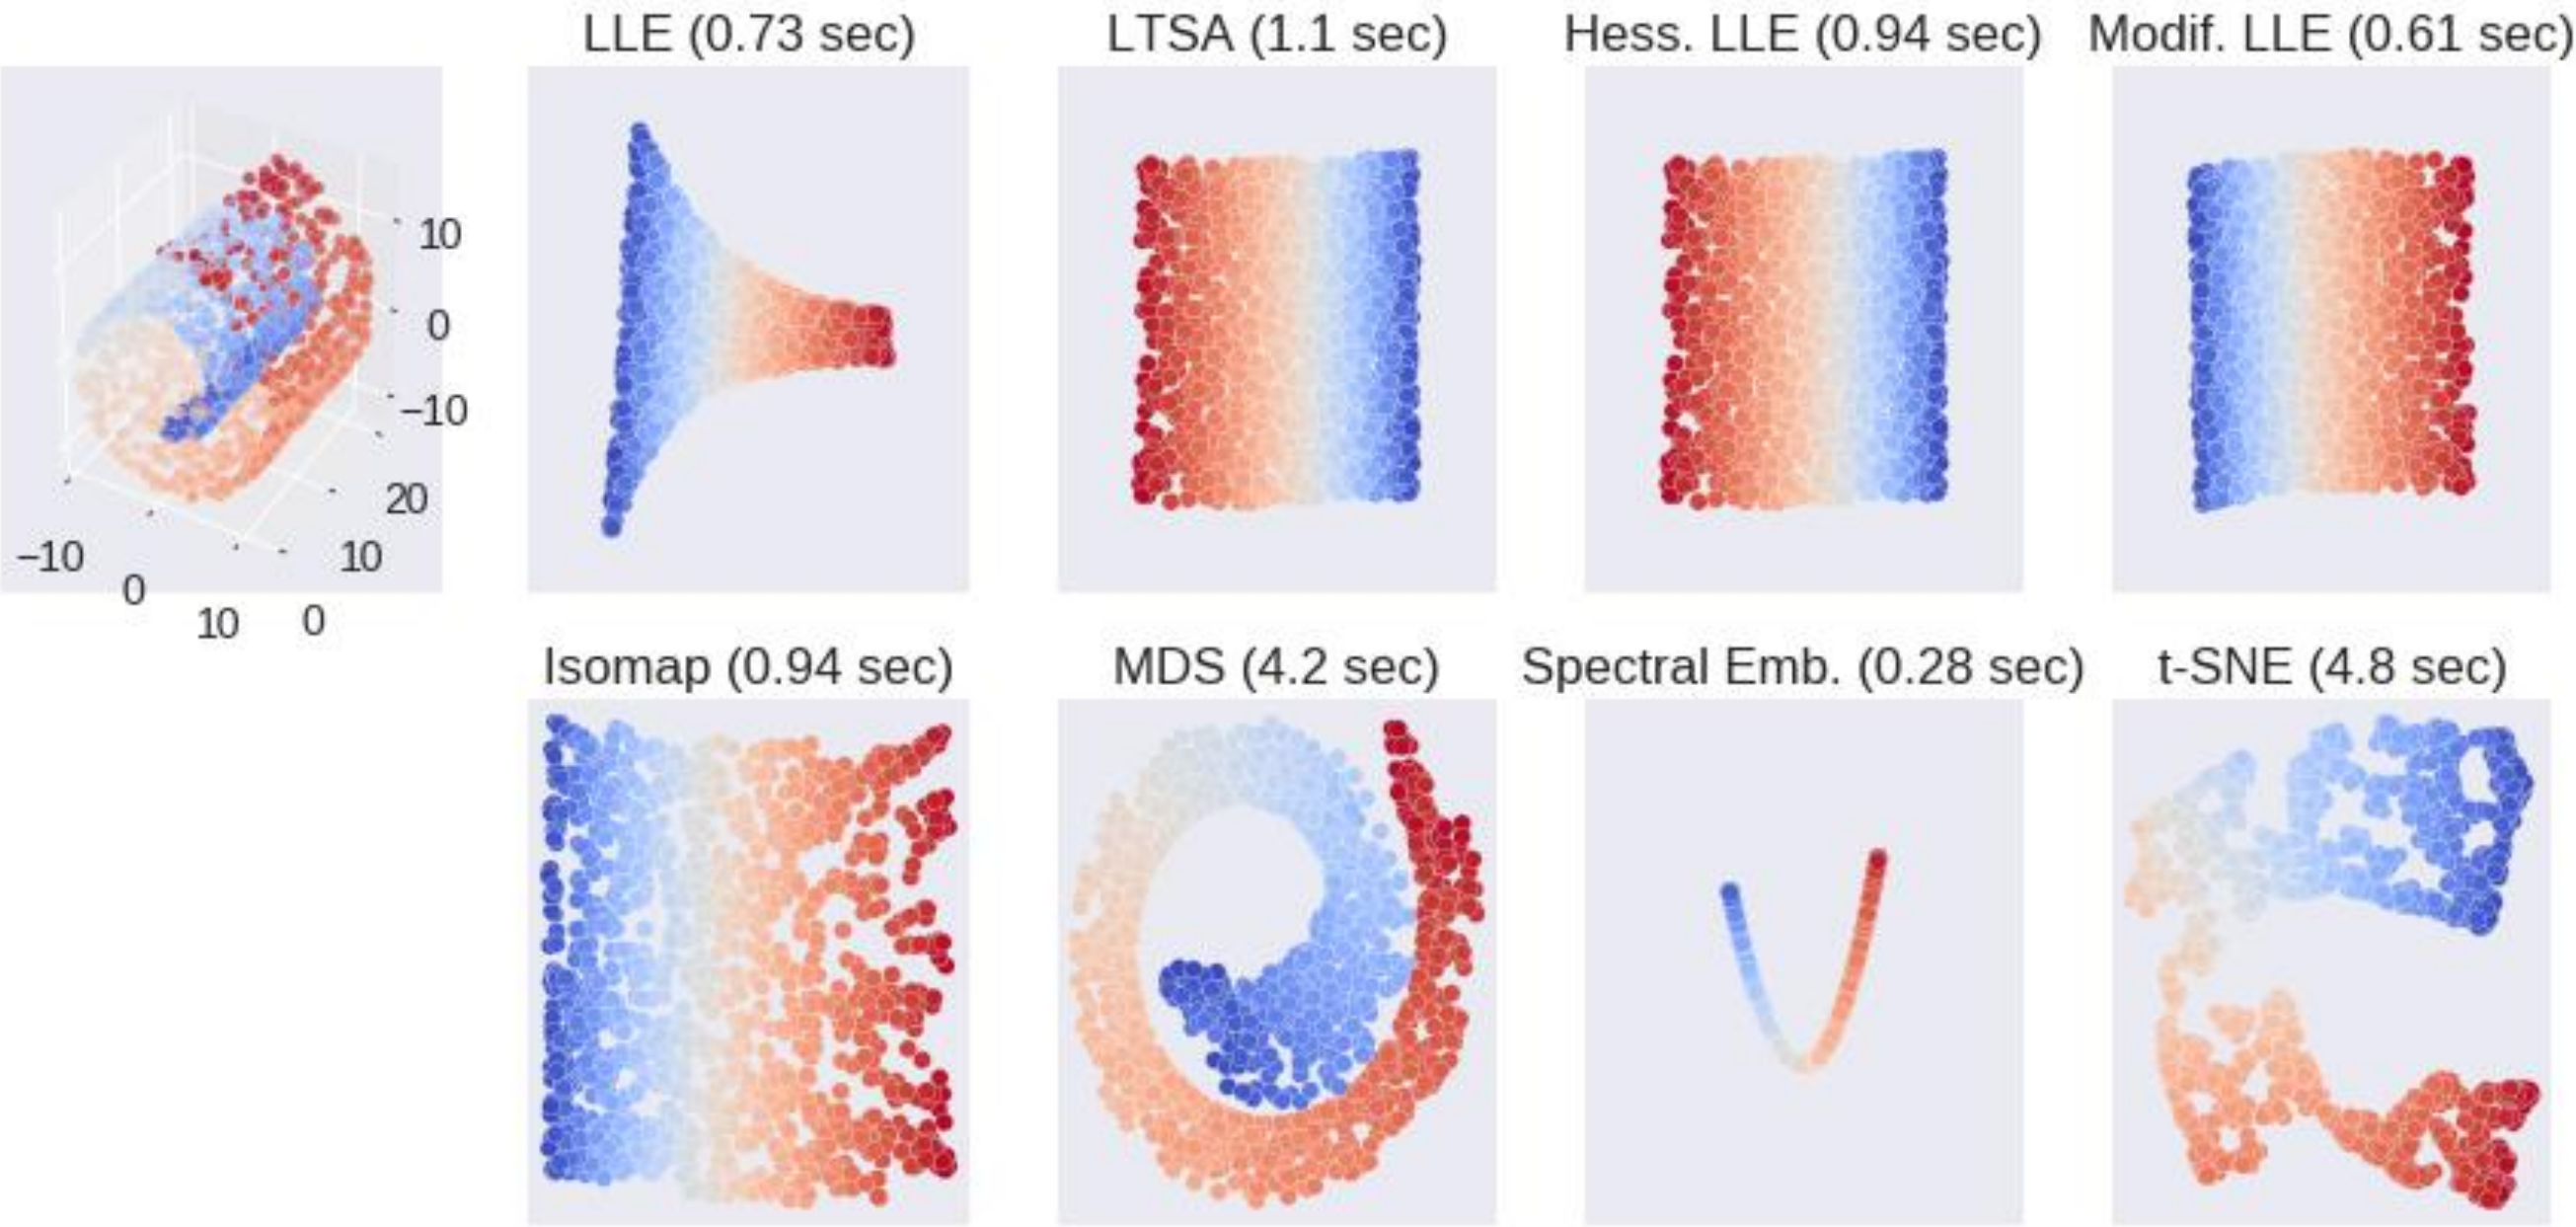 LLE (0.73 sec)
LTSA (1.1 sec)
Hess. LLE (0.94 sec)
Modif. LLE (0.61 sec)
10
0
−10
20
10
0
−10
0
10
Isomap (0.94 sec)
MDS (4.2 sec)
Spectral Emb. (0.28 sec)
t-SNE (4.8 sec)